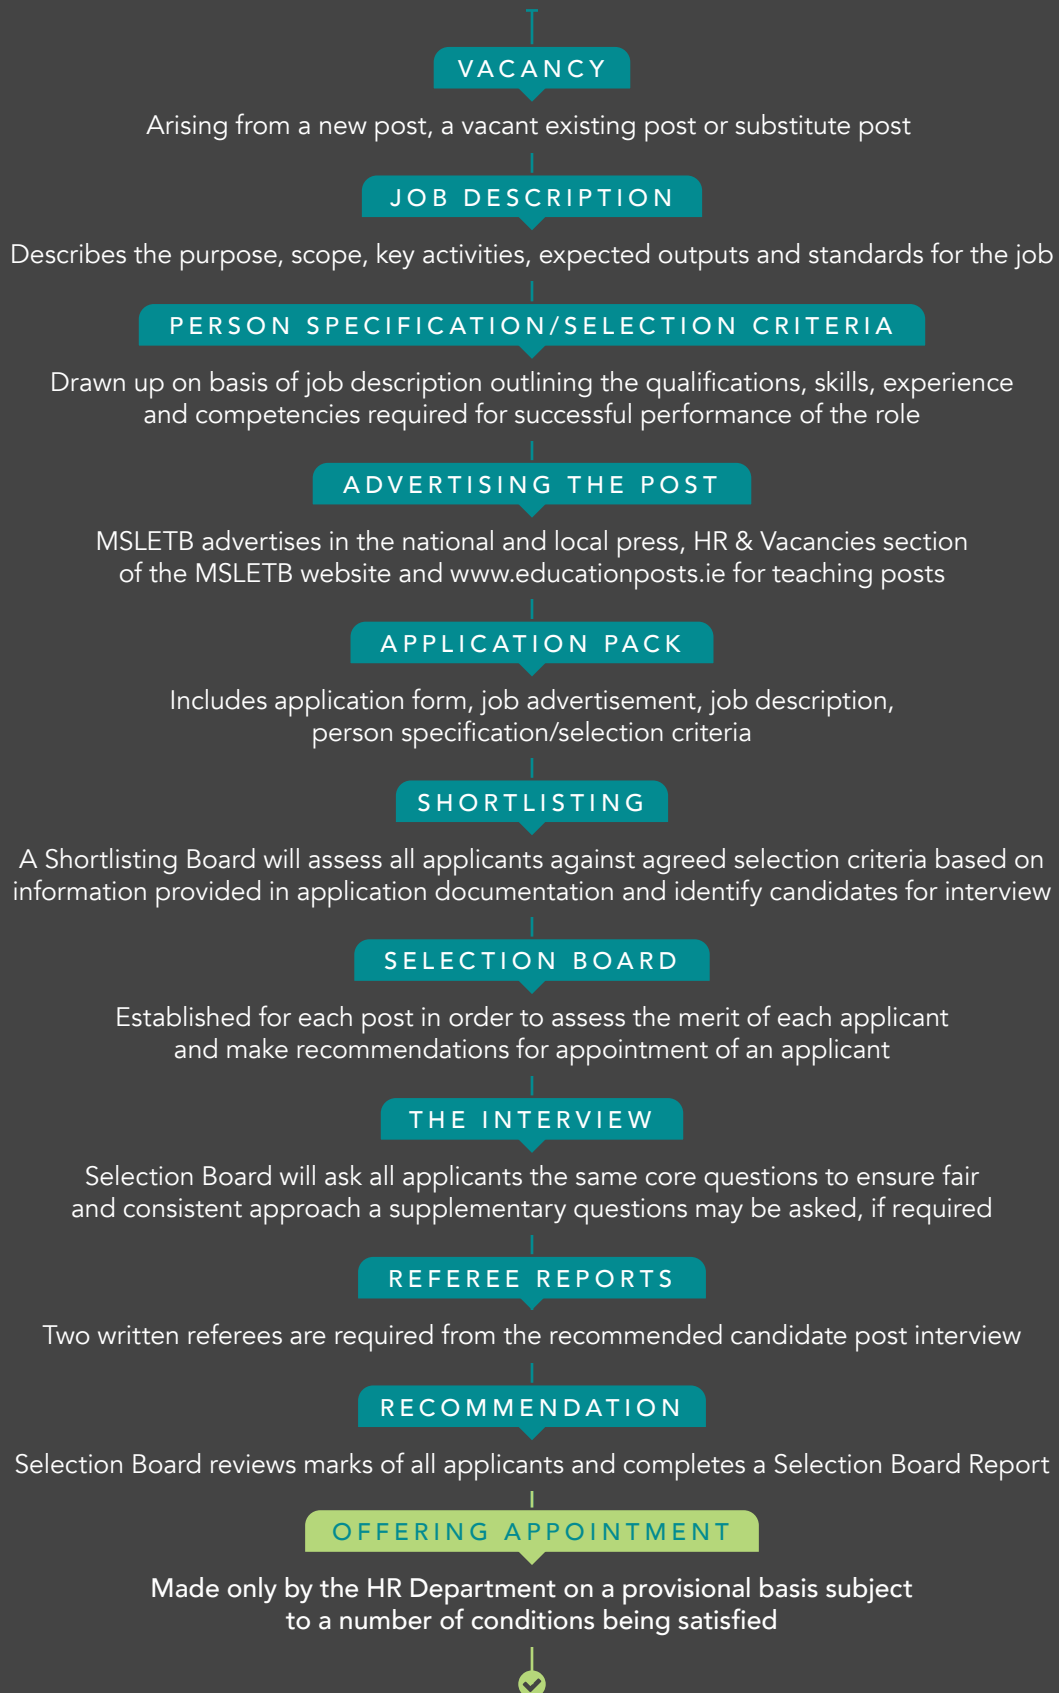 VACANCY
Arising from a new post, a vacant existing post or substitute post
JOB DESCRIPTION
Describes the purpose, scope, key activities, expected outputs and standards for the job
PERSON SPECIFICATION/SELECTION CRITERIA
Drawn up on basis of job description outlining the qualifications, skills, experience
and competencies required for successful performance of the role
ADVERTISING THE POST
MSLETB advertises in the national and local press, HR & Vacancies section
of the MSLETB website and www.educationposts.ie for teaching posts
APPLICATION PACK
Includes application form, job advertisement, job description,
person specification/selection criteria
SHORTLISTING
A Shortlisting Board will assess all applicants against agreed selection criteria based on
information provided in application documentation and identify candidates for interview
SELECTION BOARD
Established for each post in order to assess the merit of each applicant
and make recommendations for appointment of an applicant
THE INTERVIEW
Selection Board will ask all applicants the same core questions to ensure fair
and consistent approach a supplementary questions may be asked, if required
REFEREE REPORTS
Two written referees are required from the recommended candidate post interview
RECOMMENDATION
Selection Board reviews marks of all applicants and completes a Selection Board Report
OFFERING APPOINTMENT
Made only by the HR Department on a provisional basis subject
to a number of conditions being satisfied